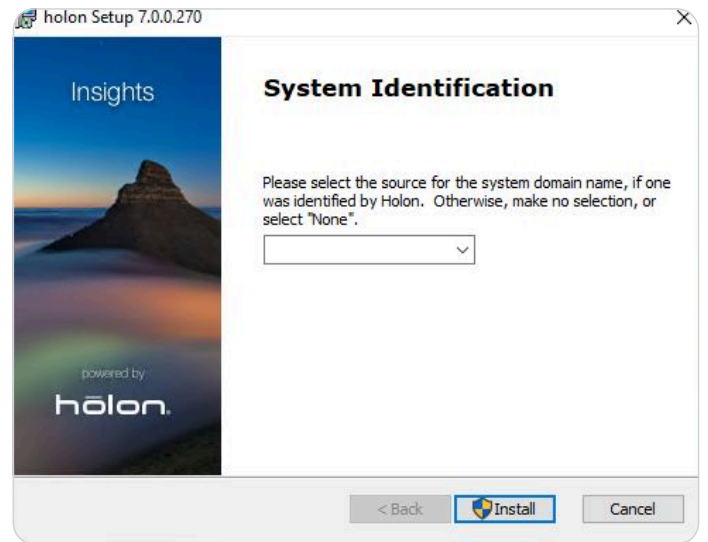 holon Setup 7.0.0.270
Insights
powered by
hōlon.
System Identification
Please select the source for the system domain name, if one
was identified by Holon.  Otherwise, make no selection, or
select "None".
< Back
Install
Cancel